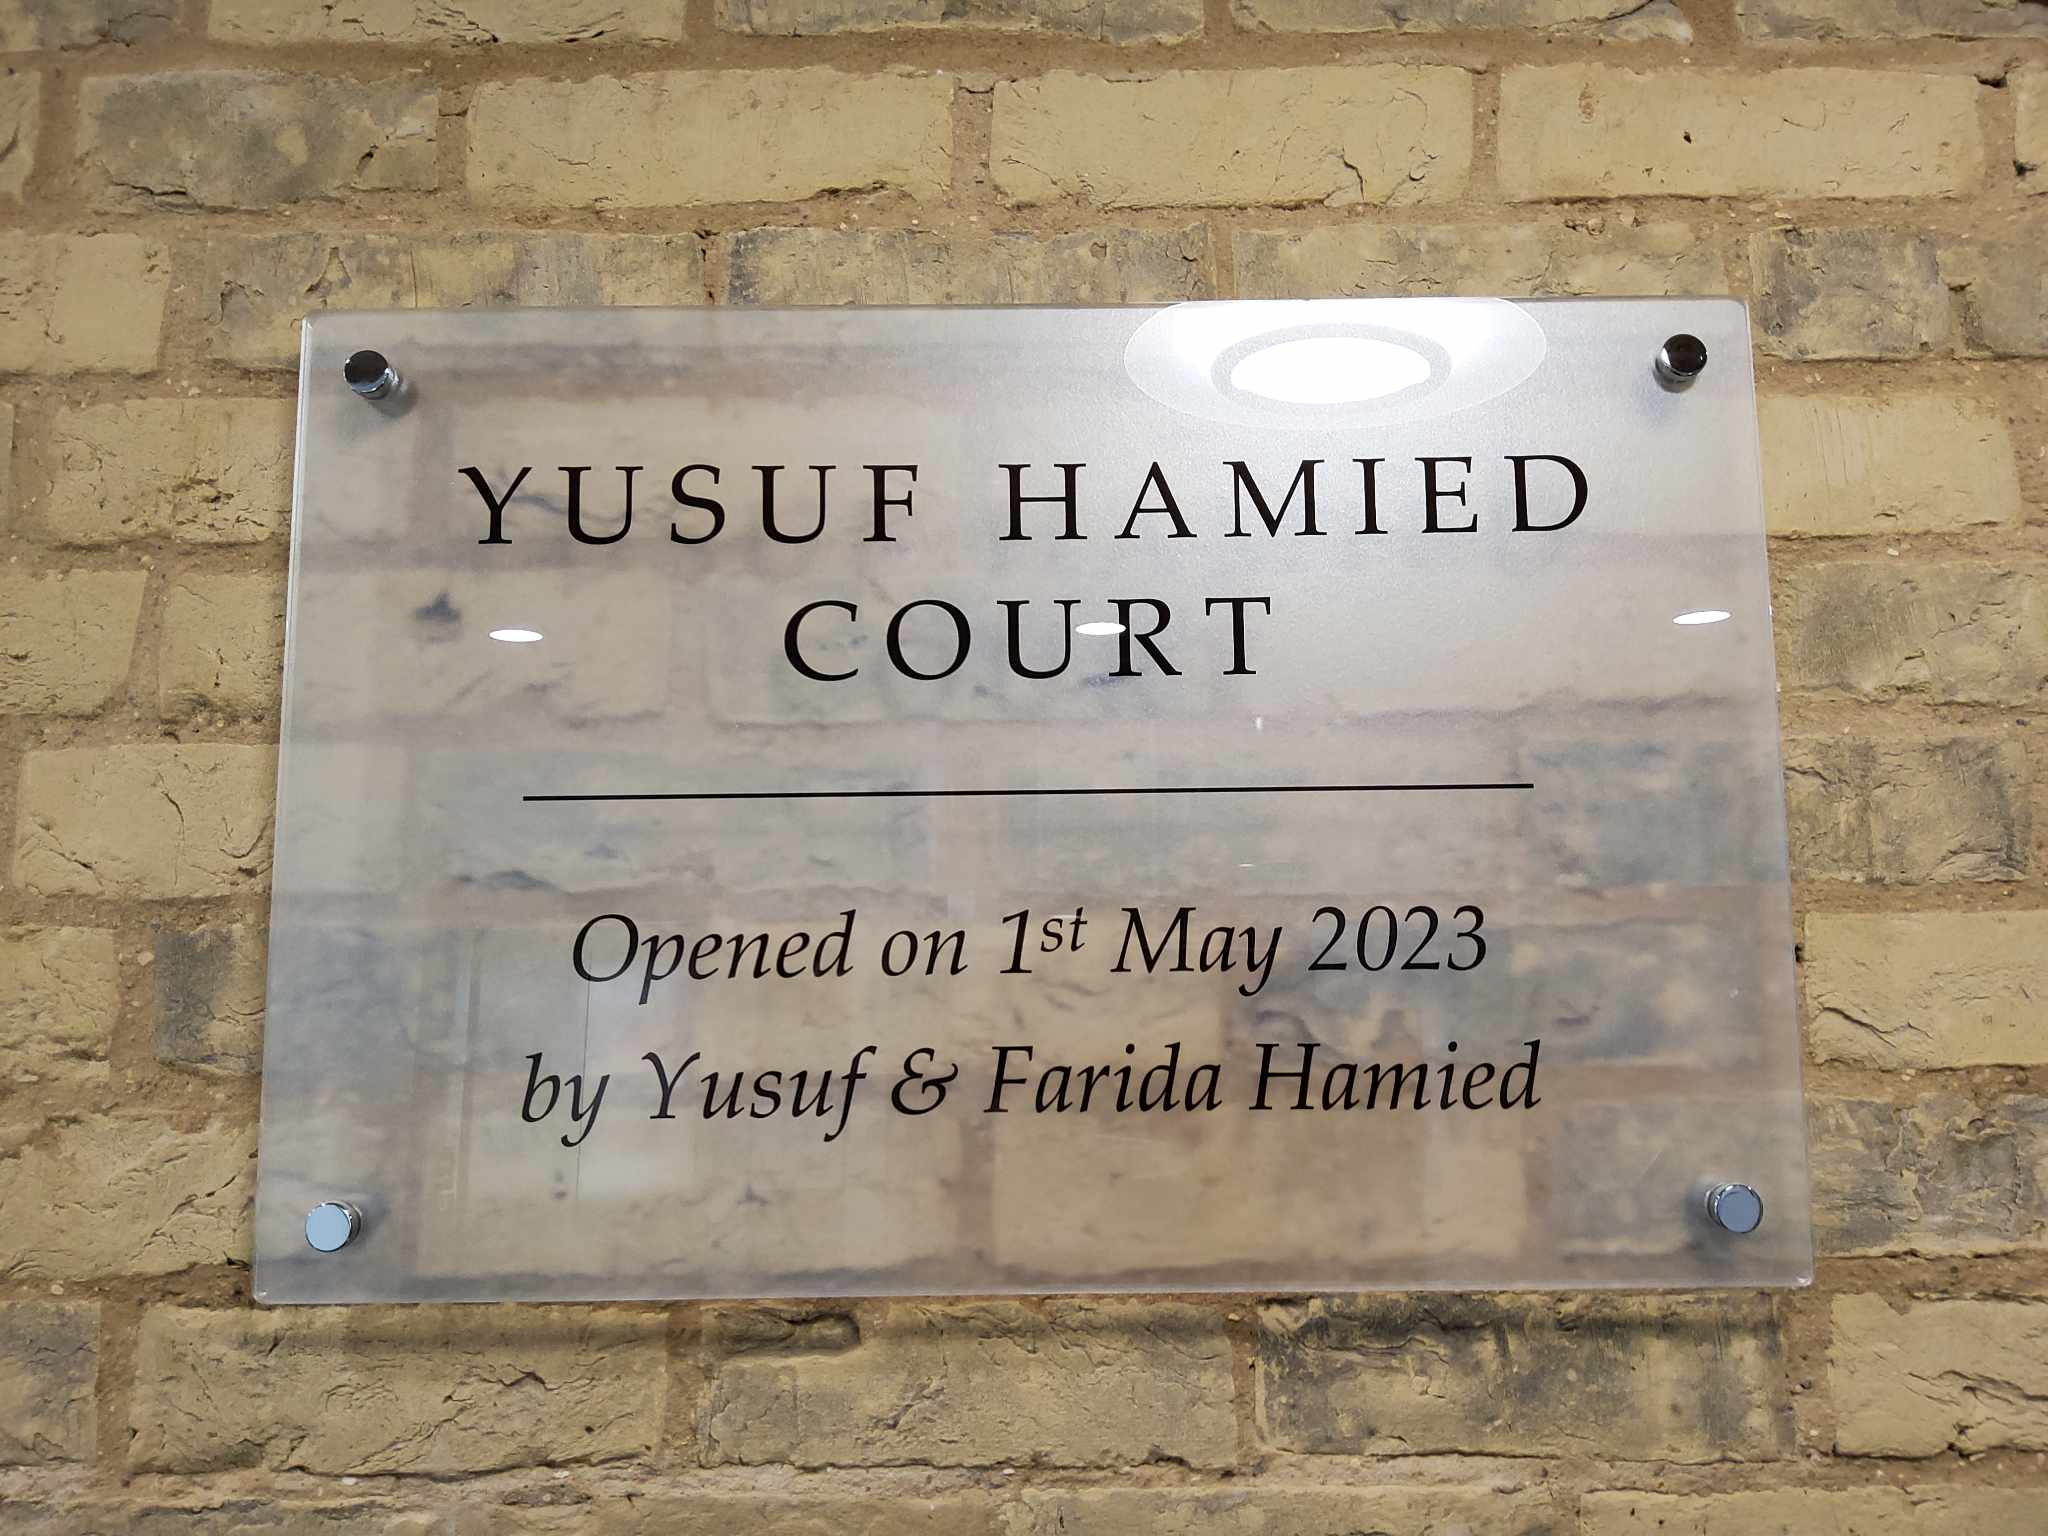 YUSUF HAMIED
COURT
Opened on 1st May 2023
by Yusuf & Farida Hamied